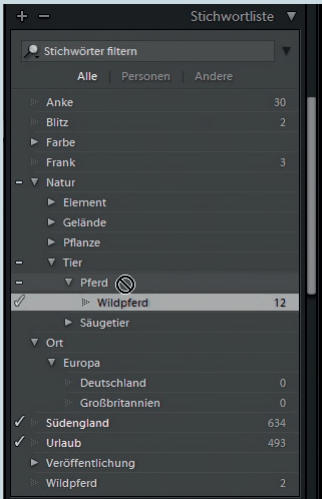 Stichwortliste
Stichwörter filtern
Alle | Personen | Andere
Anke 30
Blitz 2
Farbe
Frank 3
Natur
Element
Gelände
Pflanze
Tier
Pferd
Wildpferd 12
Säugetier
Ort
Europa
Deutschland 0
Großbritannien 0
Südengland 634
Urlaub 493
Veröffentlichung
Wildpferd 2